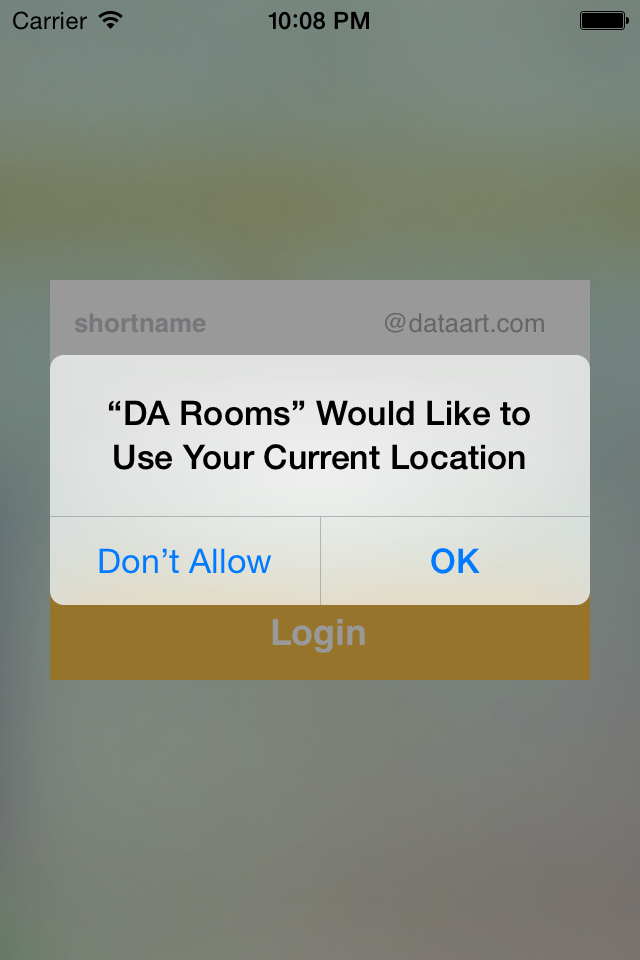 Carrier 10:08 PM
shortname @dataart.com
“DA Rooms” Would Like to
Use Your Current Location
Don’t Allow OK
Login